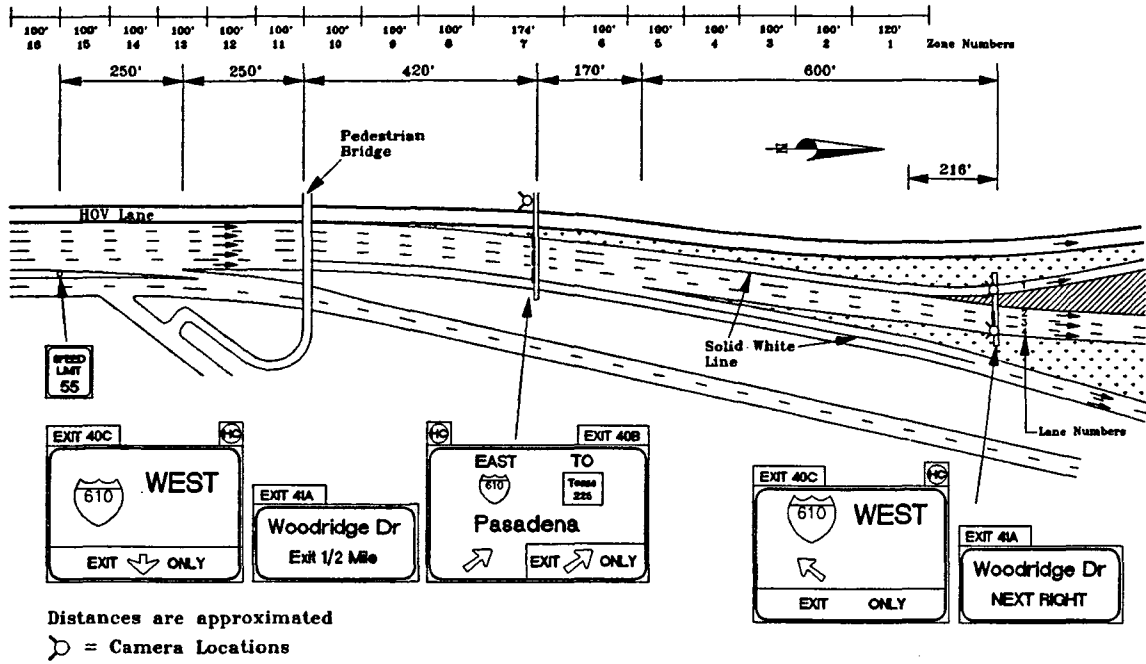 100' 100' 100' 100' 100' 100' 100' 100' 100' 174' 100' 100' 100' 100' 100' 120'
16 15 14 13 12 11 10 9 8 7 6 5 4 3 2 1 Zone Numbers
250' 250' 420' 170' 600'
Pedestrian
Bridge
N
216'
HOV Lane
1
2
3
4
SPEED
LIMIT
55
Solid White
Line
Lane Numbers
EXIT 40C
HC
610
WEST
EXIT ONLY
EXIT 41A
Woodridge Dr
Exit 1/2 Mile
HC
EXIT 40B
EAST TO
610
Texas
225
Pasadena
EXIT ONLY
EXIT 40C
HC
610
WEST
EXIT ONLY
EXIT 41A
Woodridge Dr
NEXT RIGHT
Distances are approximated
= Camera Locations